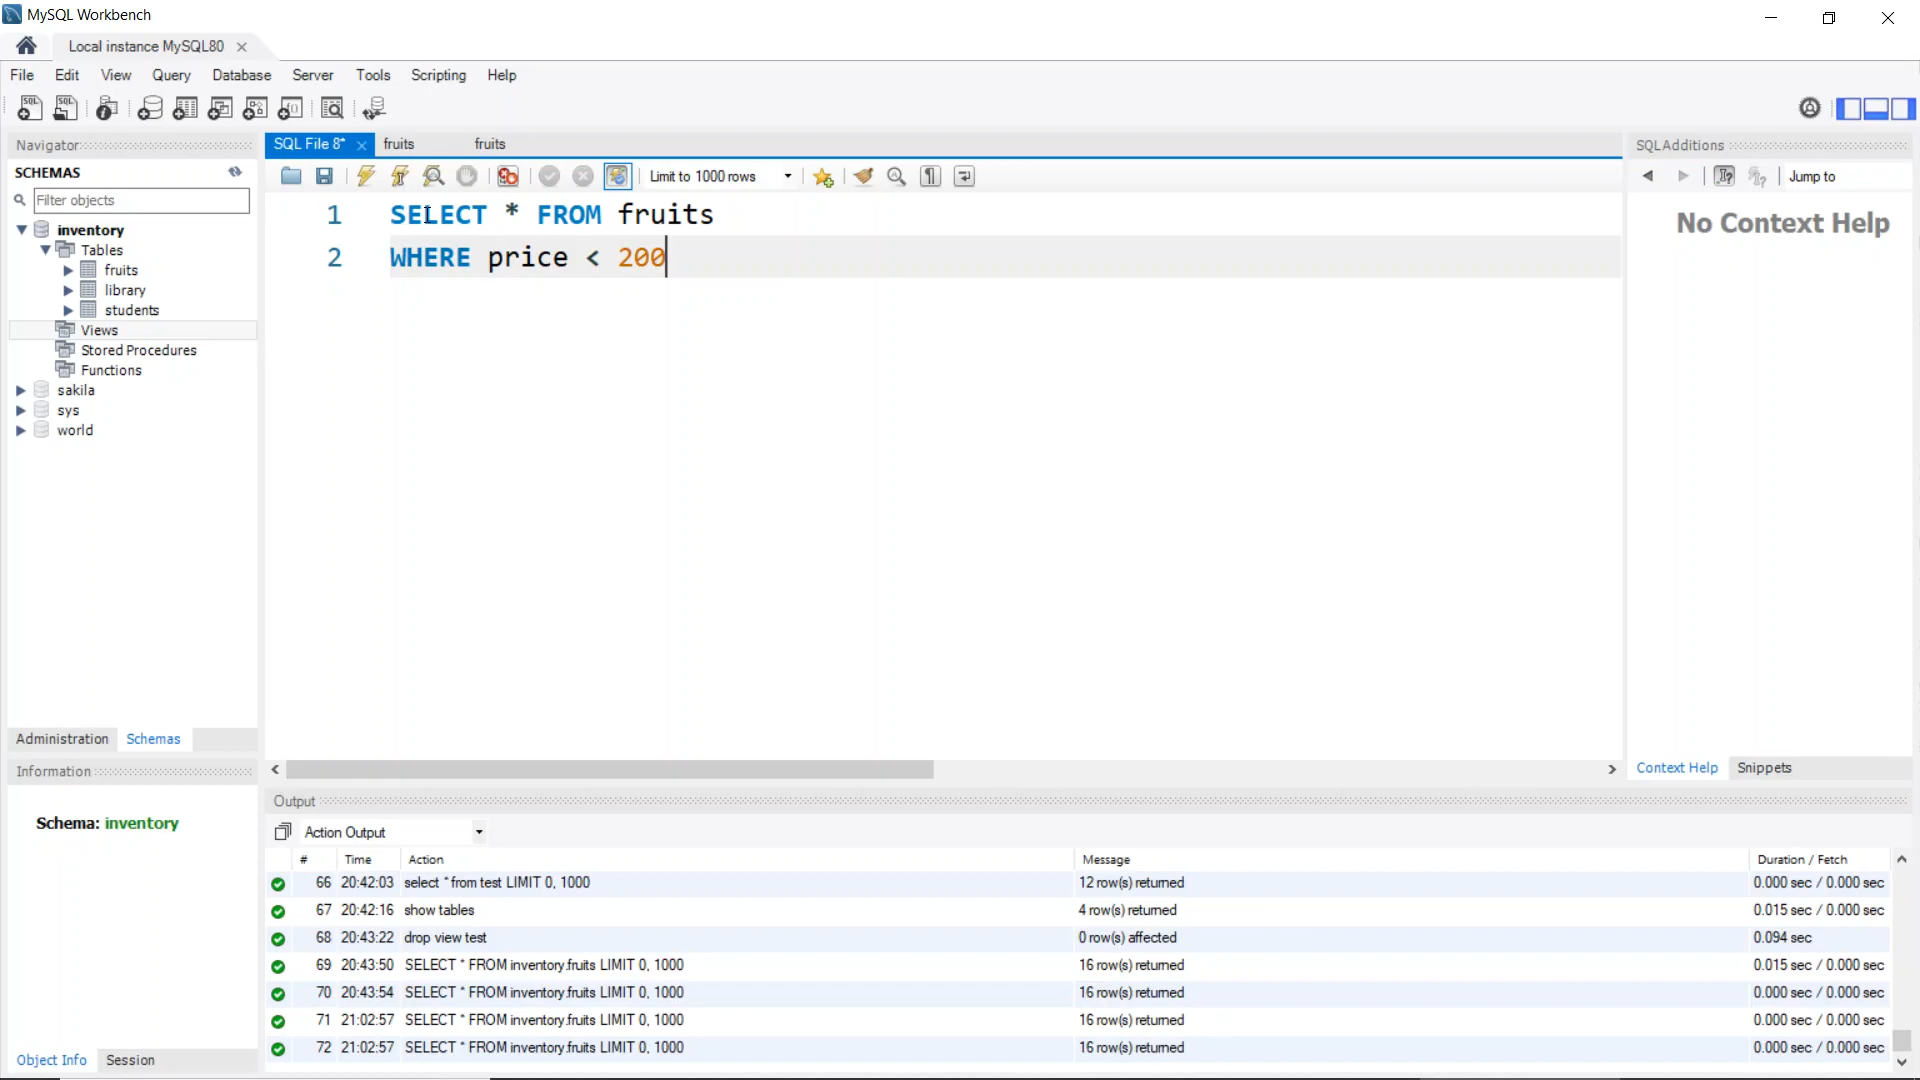 MySQL Workbench
Local instance MySQL80
File Edit View Query Database Server Tools Scripting Help
Navigator
SCHEMAS
Filter objects
inventory
Tables
fruits
library
students
Views
Stored Procedures
Functions
sakila
sys
world
Administration Schemas
Information
Schema: inventory
Object Info Session
SQL File 8* fruits fruits
Limit to 1000 rows
1 SELECT * FROM fruits
2 WHERE price < 200
SQLAdditions
Jump to
No Context Help
Context Help Snippets
Output
Action Output
# Time Action Message Duration / Fetch
66 20:42:03 select * from test LIMIT 0, 1000 12 row(s) returned 0.000 sec / 0.000 sec
67 20:42:16 show tables 4 row(s) returned 0.015 sec / 0.000 sec
68 20:43:22 drop view test 0 row(s) affected 0.094 sec
69 20:43:50 SELECT * FROM inventory.fruits LIMIT 0, 1000 16 row(s) returned 0.015 sec / 0.000 sec
70 20:43:54 SELECT * FROM inventory.fruits LIMIT 0, 1000 16 row(s) returned 0.000 sec / 0.000 sec
71 21:02:57 SELECT * FROM inventory.fruits LIMIT 0, 1000 16 row(s) returned 0.000 sec / 0.000 sec
72 21:02:57 SELECT * FROM inventory.fruits LIMIT 0, 1000 16 row(s) returned 0.000 sec / 0.000 sec